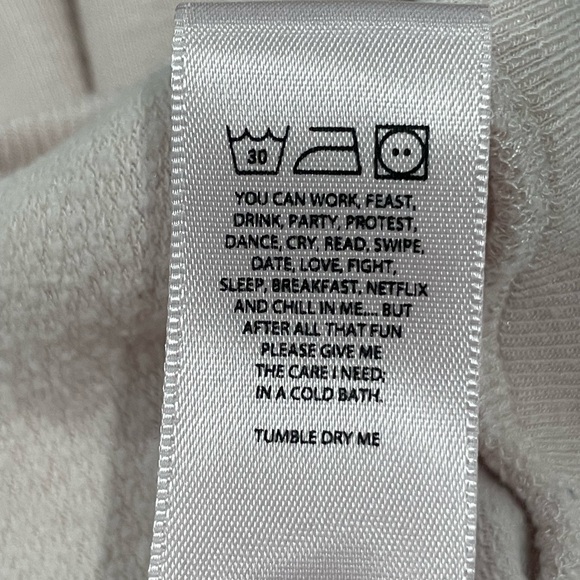 30
YOU CAN WORK, FEAST,
DRINK, PARTY, PROTEST,
DANCE, CRY, READ, SWIPE,
DATE, LOVE, FIGHT,
SLEEP, BREAKFAST, NETFLIX
AND CHILL IN ME.... BUT
AFTER ALL THAT FUN
PLEASE GIVE ME
THE CARE I NEED:
IN A COLD BATH.
TUMBLE DRY ME